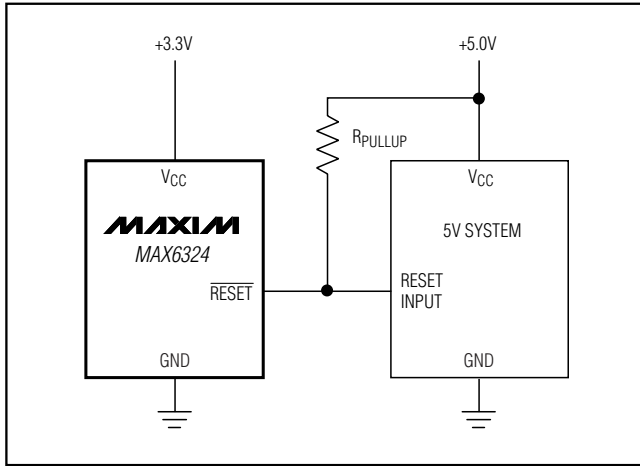 +3.3V
+5.0V
RPULLUP
VCC
VCC
MAXIM
MAX6324
5V SYSTEM
RESET
RESET
INPUT
GND
GND